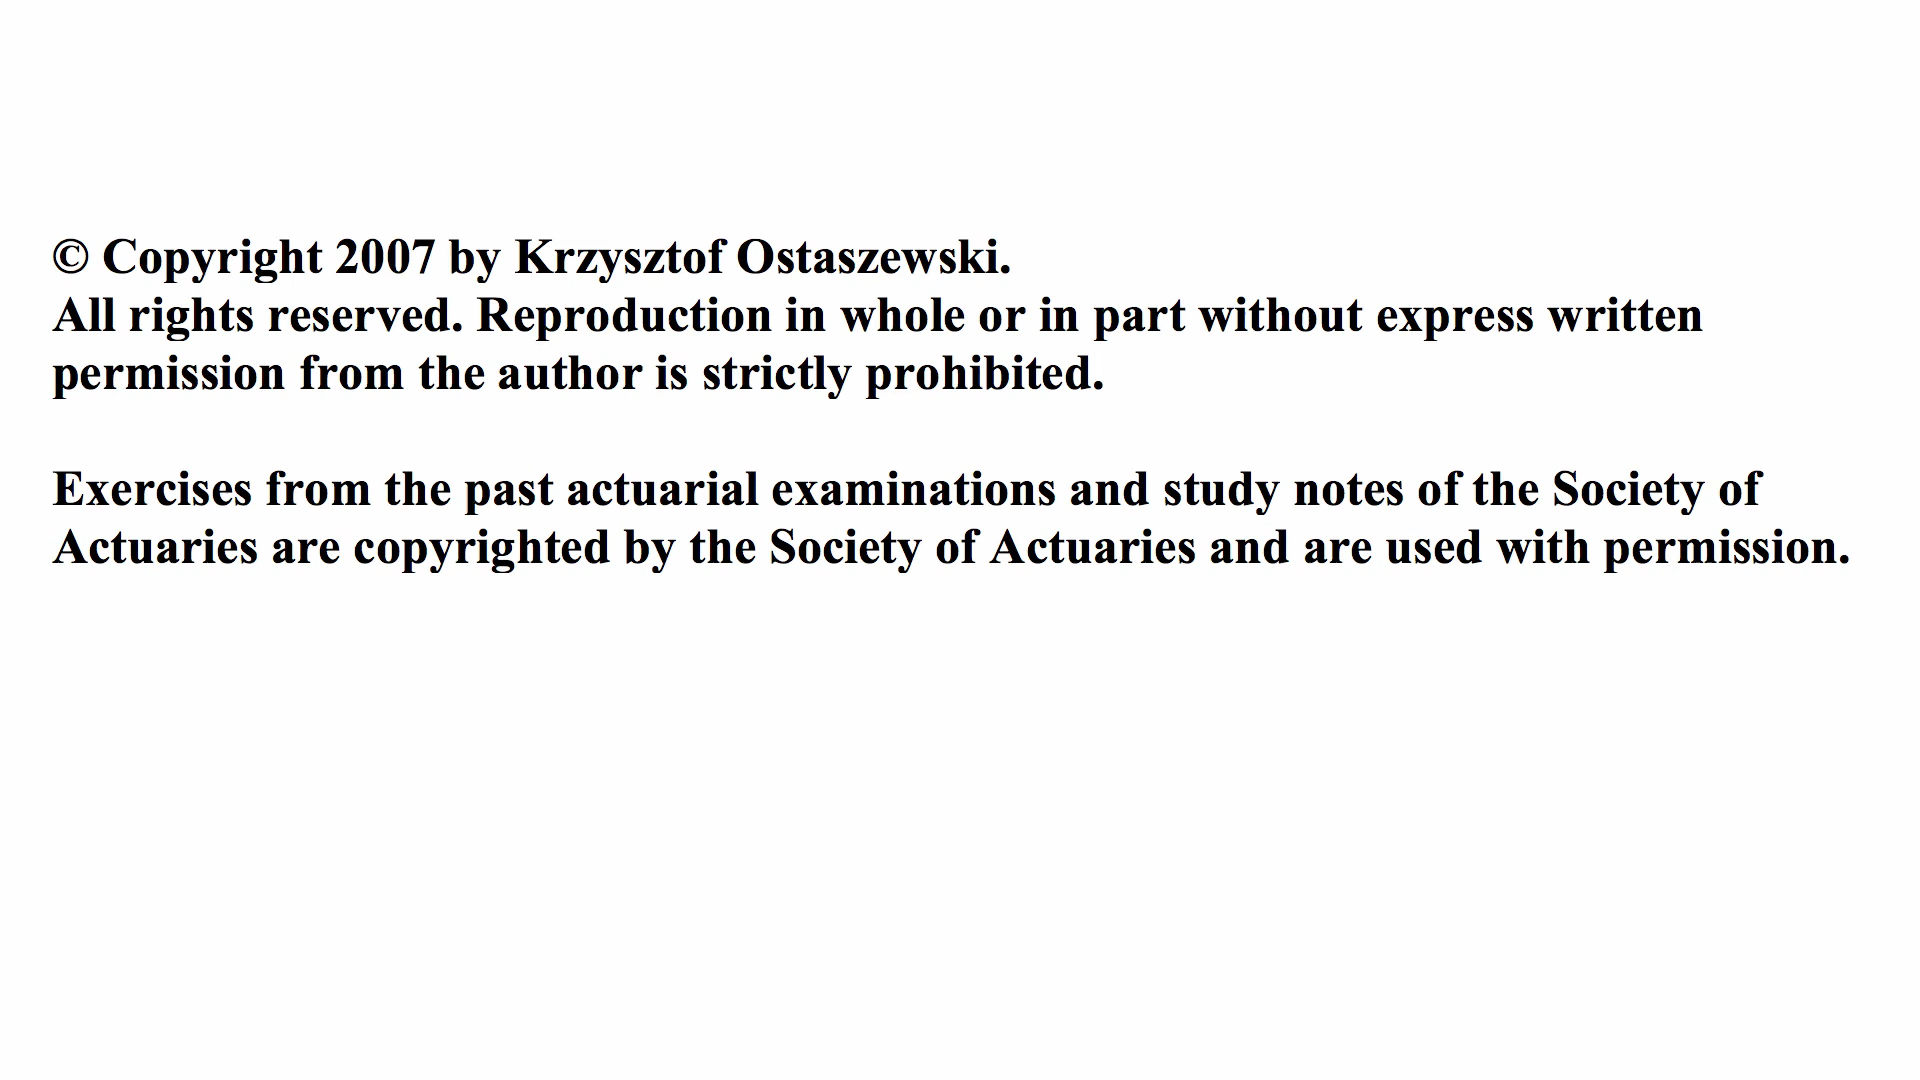 © Copyright 2007 by Krzysztof Ostaszewski.
All rights reserved. Reproduction in whole or in part without express written
permission from the author is strictly prohibited.
Exercises from the past actuarial examinations and study notes of the Society of
Actuaries are copyrighted by the Society of Actuaries and are used with permission.